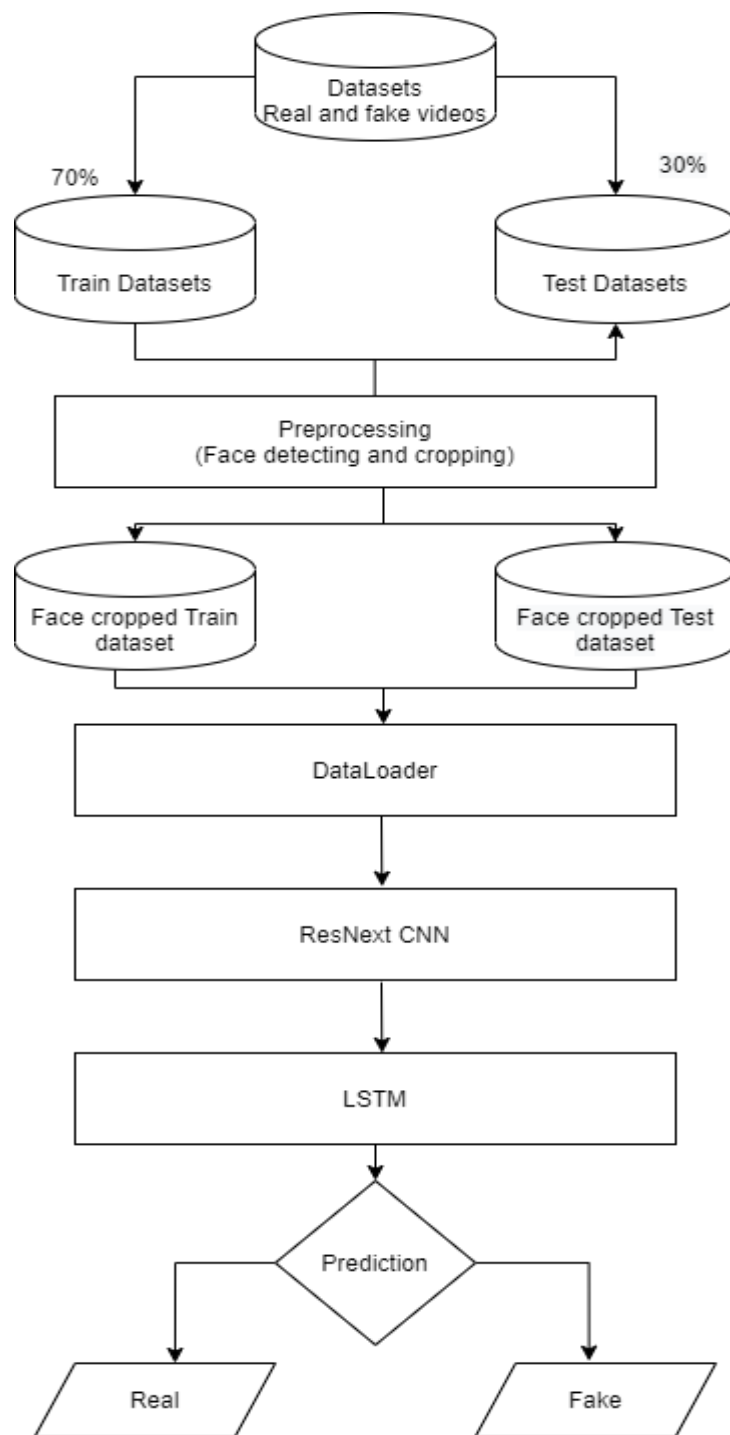 Datasets
Real and fake videos
70%
30%
Train Datasets
Test Datasets
Preprocessing
(Face detecting and cropping)
Face cropped Train
dataset
Face cropped Test
dataset
DataLoader
ResNext CNN
LSTM
Prediction
Real
Fake